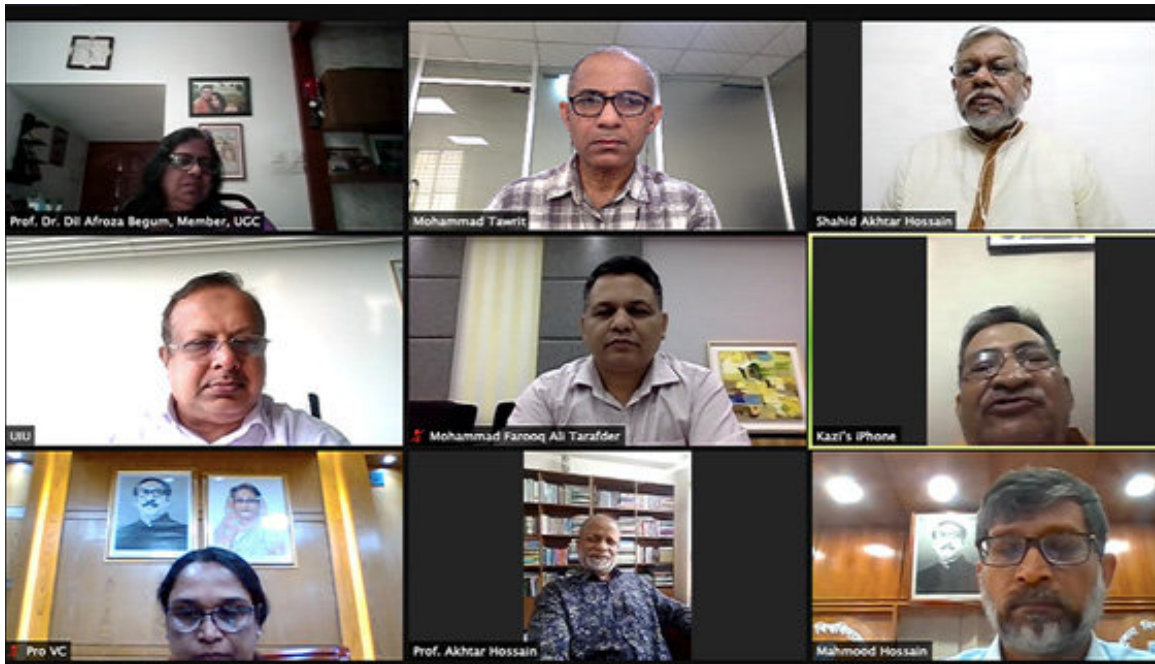 Prof. Dr. Dil Afroza Begum, Member, UGC
Mohammad Tawrit
Shahid Akhtar Hossain
UIU
Mohammad Farooq Ali Tarafder
Kazi's iPhone
Pro VC
Prof. Akhtar Hossain
Mahmood Hossain